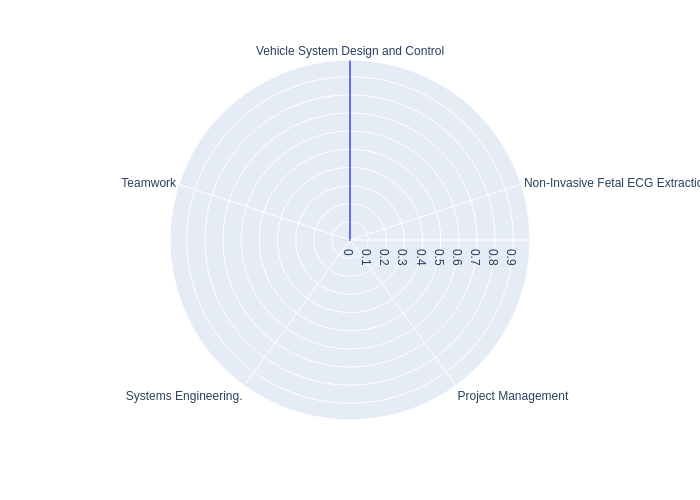 Vehicle System Design and Control
Teamwork
Non-Invasive Fetal ECG Extractio
0
0.1
0.2
0.3
0.4
0.5
0.6
0.7
0.8
0.9
Systems Engineering.
Project Management